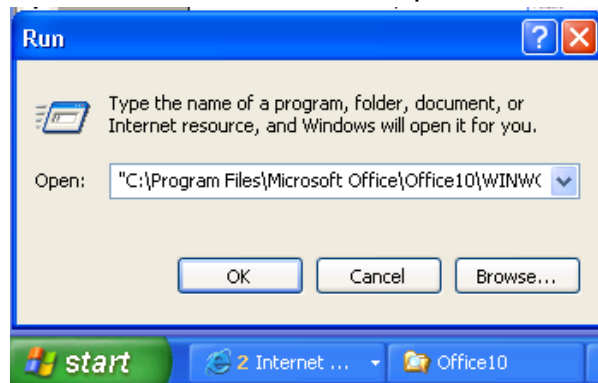 Run
Type the name of a program, folder, document, or
Internet resource, and Windows will open it for you.
Open: "C:\Program Files\Microsoft Office\Office10\WINW
OK Cancel Browse...
start 2 Internet ... Office10